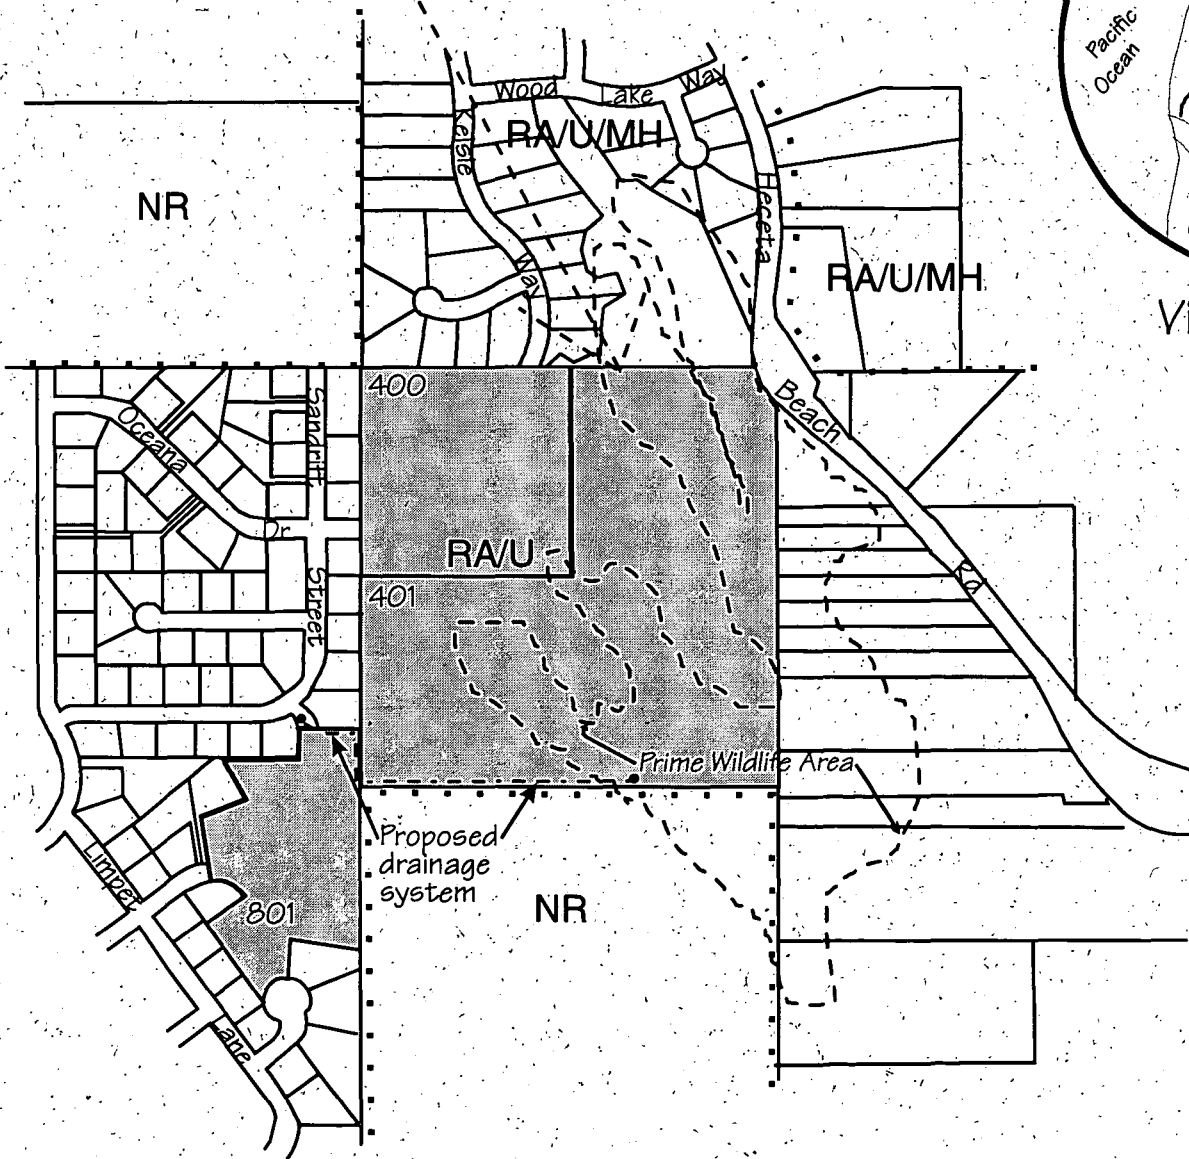 Pacific
Ocean
Wood Lake Way
Kelsie
RA/U/MH
NR
Heceta
Way
RA/U/MH
Vi
400
Beach
Sandrift
Oceana
Dr
RA/U
401
Rd
Street
Prime Wildlife Area
Proposed
drainage
system
Limpet
801
NR
Lane